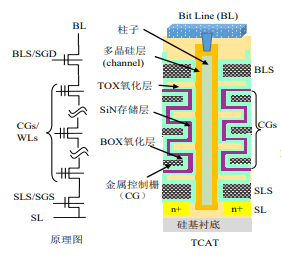 BL
Bit Line (BL)
柱子
BLS/SGD
多晶硅层
(channel)
BLS
TOX氧化层
SiN存储层
CGs/
WLs
CGs
BOX氧化层
金属控制栅
(CG)
SLS/SGS
SLS
SL
n+
n+
SL
硅基衬底
原理图
TCAT